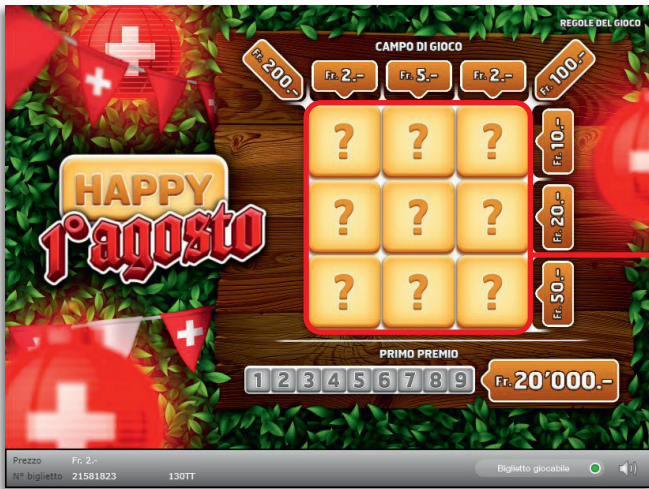 REGOLE DEL GIOCO
CAMPO DI GIOCO
Fr. 200.-
Fr. 2.-
Fr. 5.-
Fr. 2.-
Fr. 100.-
? ? ?
Fr. 10.-
HAPPY
1° agosto
? ? ?
Fr. 20.-
? ? ?
Fr. 50.-
PRIMO PREMIO
1 2 3 4 5 6 7 8 9
Fr. 20'000.-
Prezzo Fr. 2.-
N° biglietto 21581823 130TT
Biglietto giocabile